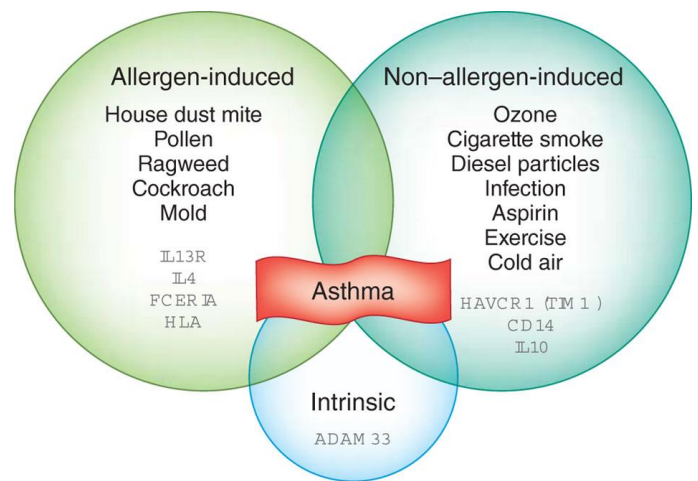 Allergen-induced
House dust mite
Pollen
Ragweed
Cockroach
Mold
IL13R
IL4
FCERIA
HLA
Non–allergen-induced
Ozone
Cigarette smoke
Diesel particles
Infection
Aspirin
Exercise
Cold air
HAVCR1 (TIM1)
CD14
IL10
Asthma
Intrinsic
ADAM33